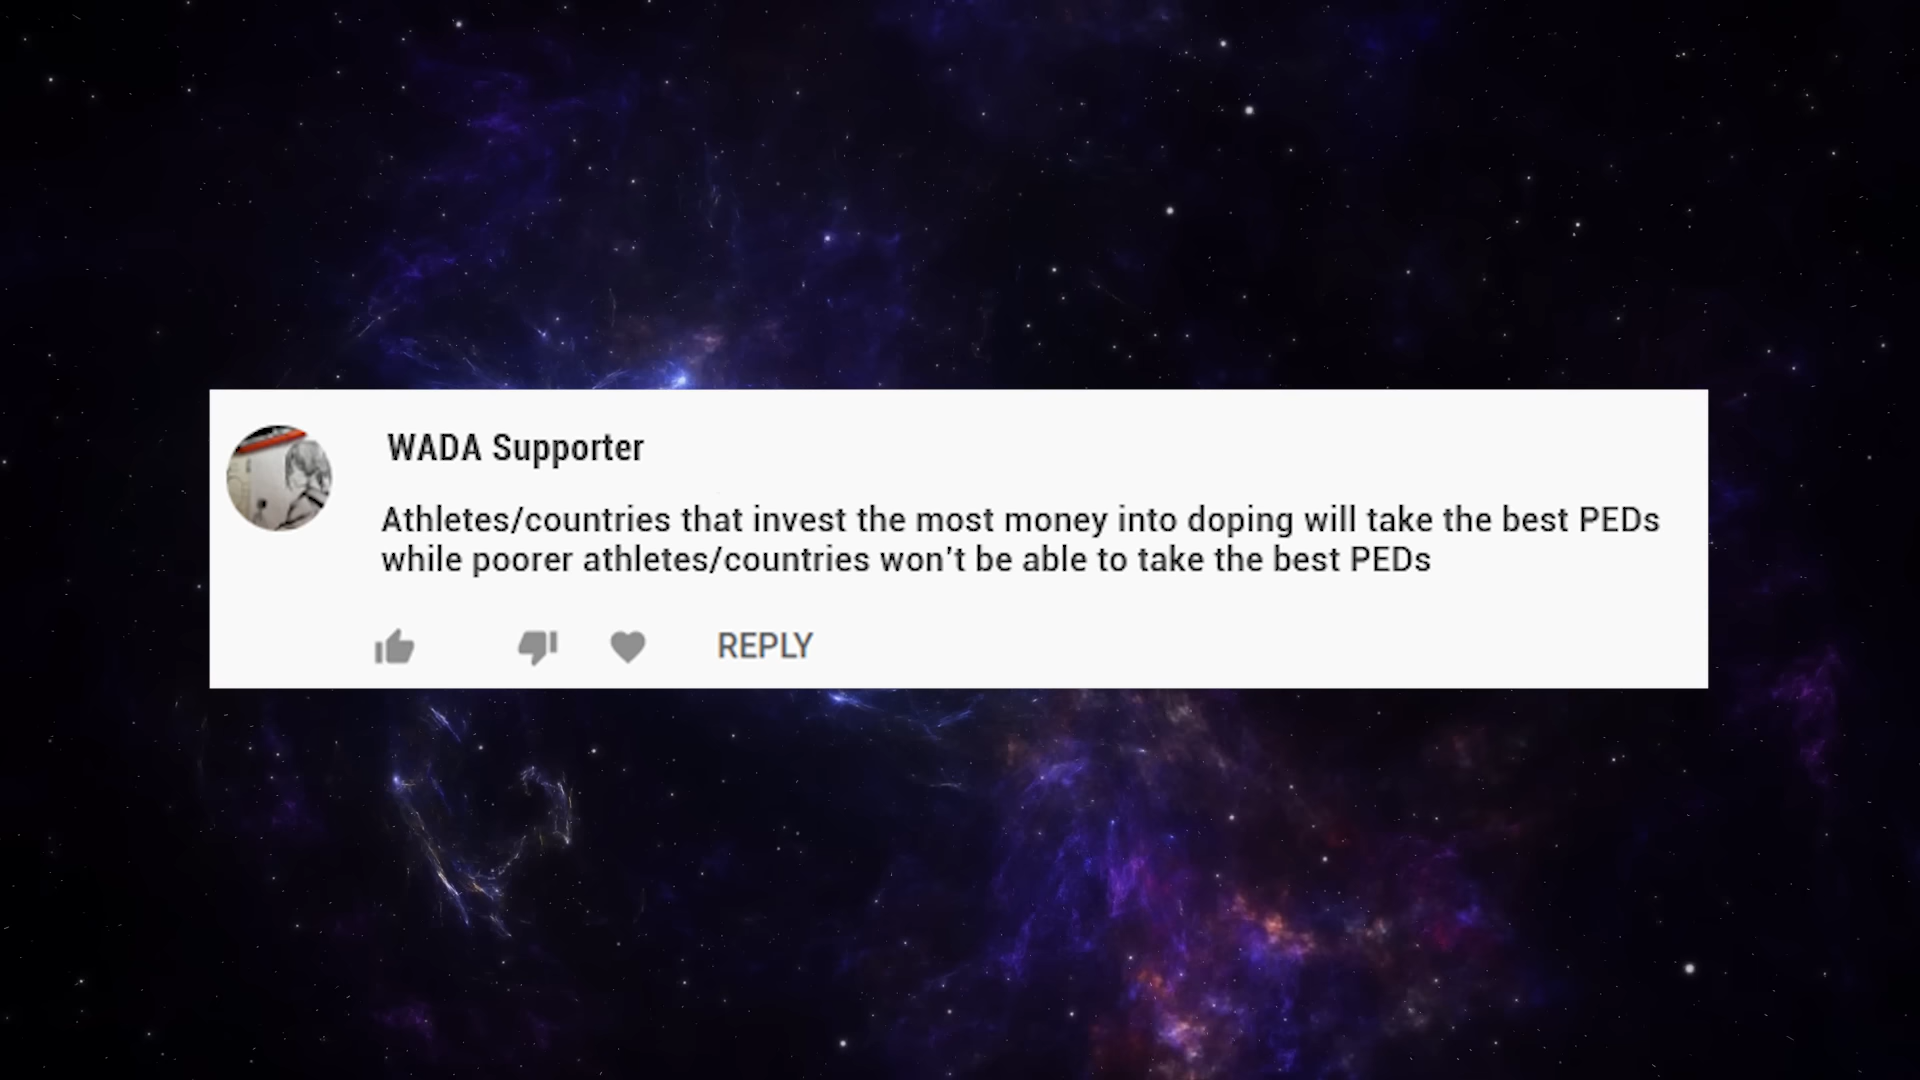 WADA Supporter
Athletes/countries that invest the most money into doping will take the best PEDs
while poorer athletes/countries won't be able to take the best PEDs
REPLY